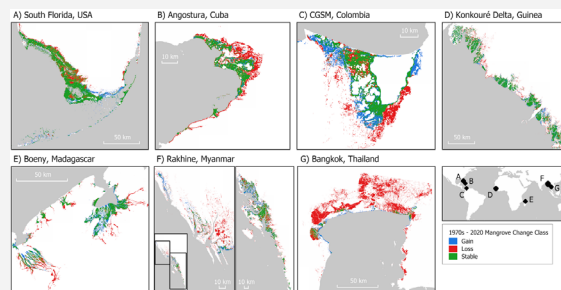 A) South Florida, USA
B) Angostura, Cuba
C) CGSM, Colombia
D) Konkouré Delta, Guinea
50 km
10 km
10 km
50 km
E) Boeny, Madagascar
F) Rakhine, Myanmar
G) Bangkok, Thailand
50 km
10 km
10 km
50 km
A
B
C
D
E
F
G
1970s - 2020 Mangrove Change Class
Gain
Loss
Stable